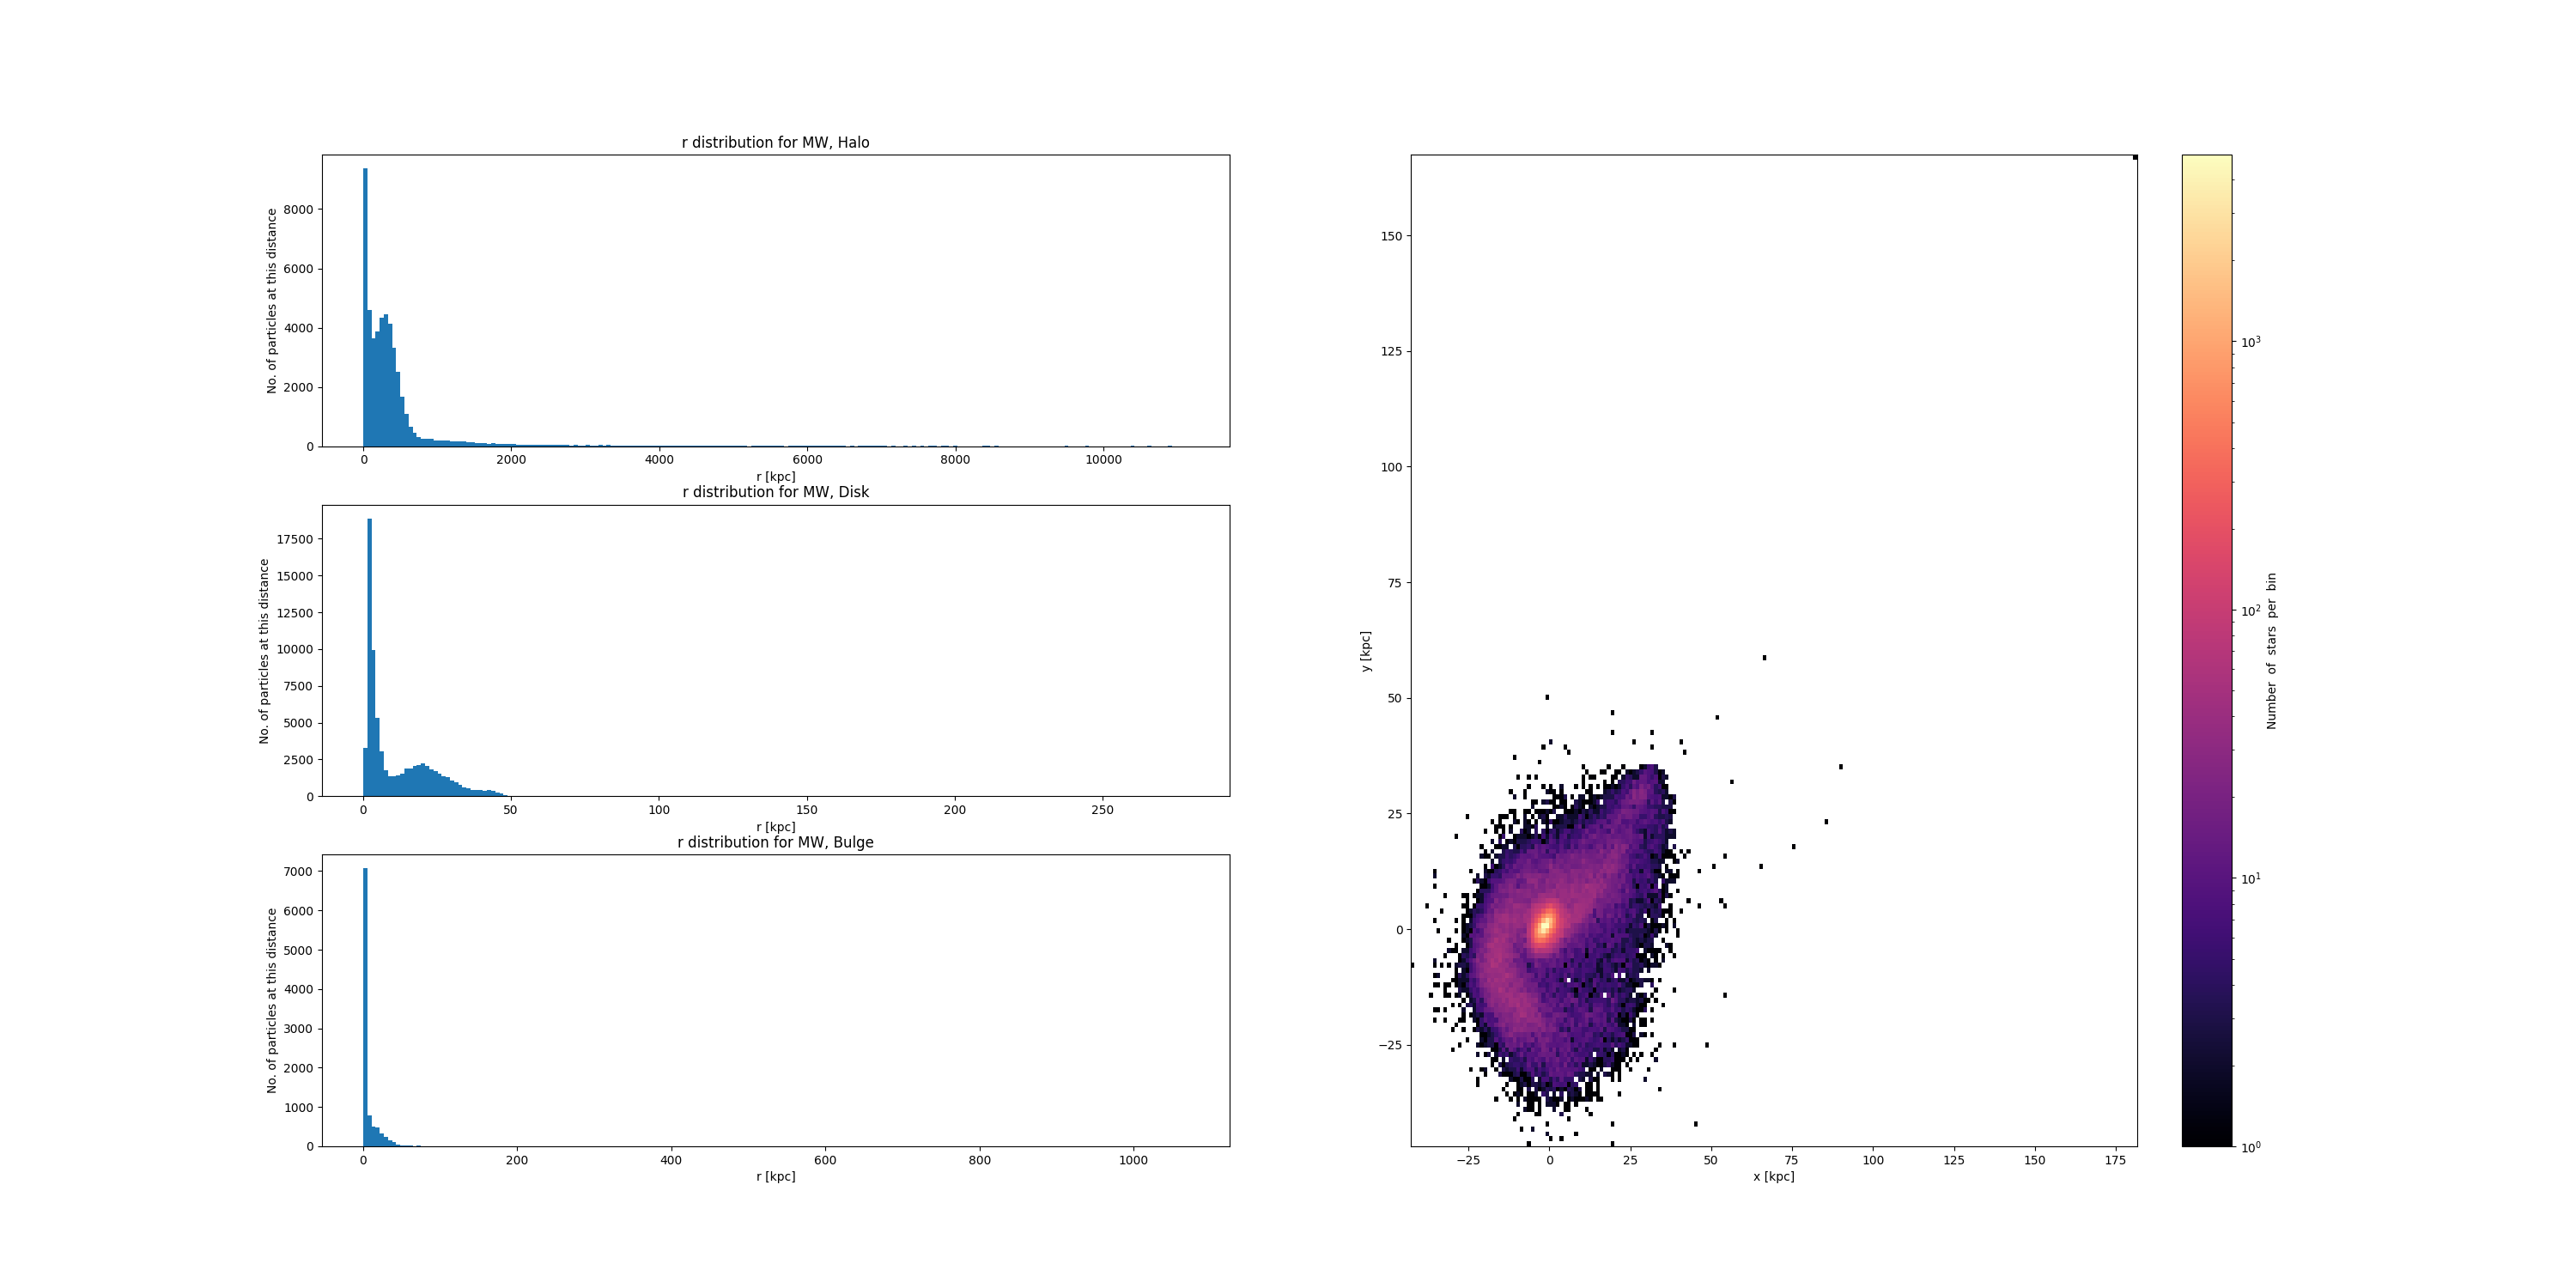 r distribution for MW, Halo
No. of particles at this distance
8000
6000
4000
2000
0
0 2000 4000 6000 8000 10000
r [kpc]
r distribution for MW, Disk
No. of particles at this distance
17500
15000
12500
10000
7500
5000
2500
0
0 50 100 150 200 250
r [kpc]
r distribution for MW, Bulge
No. of particles at this distance
7000
6000
5000
4000
3000
2000
1000
0
0 200 400 600 800 1000
r [kpc]
y [kpc]
150
125
100
75
50
25
0
−25
−25 0 25 50 75 100 125 150 175
x [kpc]
10³
10²
10¹
10⁰
Number of stars per bin